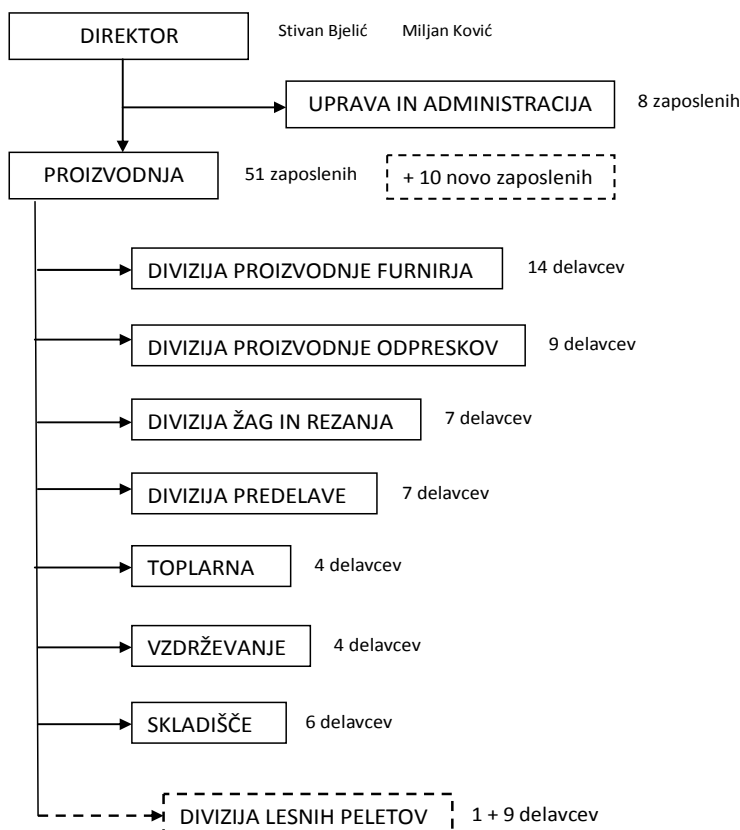 DIREKTOR Stivan Bjelić Miljan Ković
UPRAVA IN ADMINISTRACIJA 8 zaposlenih
PROIZVODNJA 51 zaposlenih + 10 novo zaposlenih
DIVIZIJA PROIZVODNJE FURNIRJA 14 delavcev
DIVIZIJA PROIZVODNJE ODPRESKOV 9 delavcev
DIVIZIJA ŽAG IN REZANJA 7 delavcev
DIVIZIJA PREDELAVE 7 delavcev
TOPLARNA 4 delavcev
VZDRŽEVANJE 4 delavcev
SKLADIŠČE 6 delavcev
DIVIZIJA LESNIH PELETOV 1 + 9 delavcev